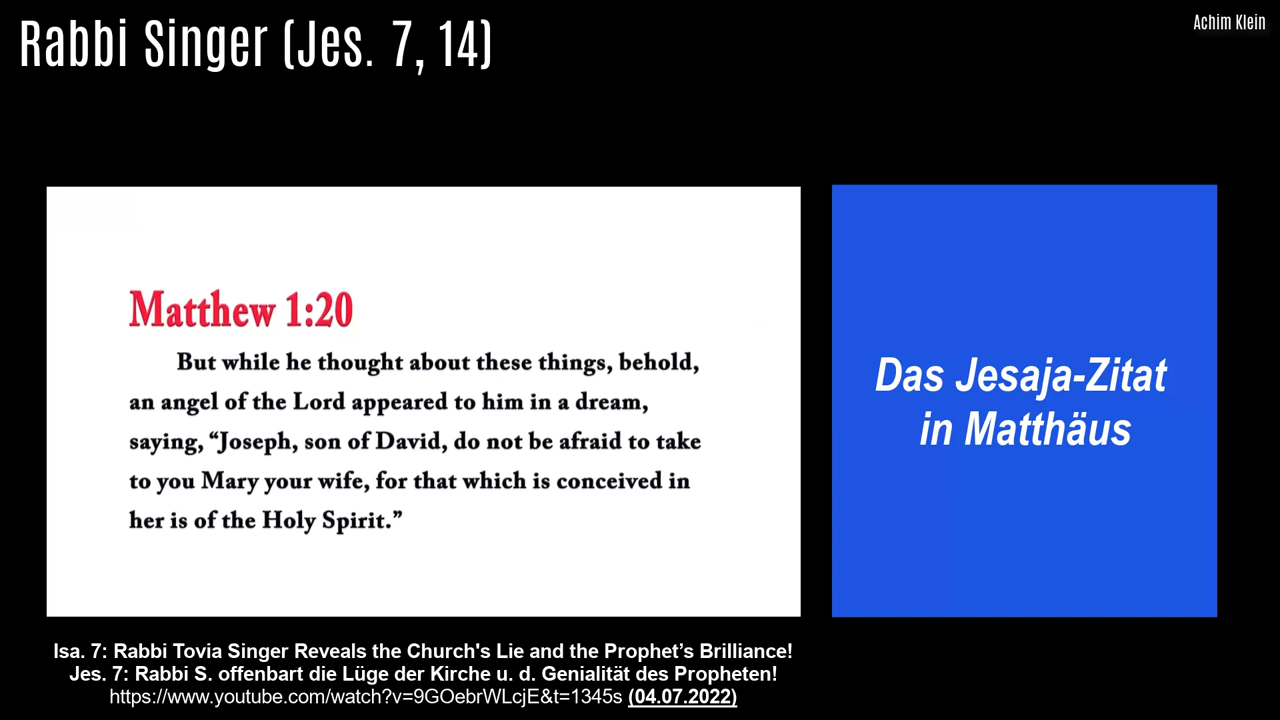 Rabbi Singer (Jes. 7, 14)
Achim Klein
Matthew 1:20
But while he thought about these things, behold,
an angel of the Lord appeared to him in a dream,
saying, “Joseph, son of David, do not be afraid to take
to you Mary your wife, for that which is conceived in
her is of the Holy Spirit.”
Das Jesaja-Zitat
in Matthäus
Isa. 7: Rabbi Tovia Singer Reveals the Church's Lie and the Prophet’s Brilliance!
Jes. 7: Rabbi S. offenbart die Lüge der Kirche u. d. Genialität des Propheten!
https://www.youtube.com/watch?v=9GOebrWLcjE&t=1345s (04.07.2022)